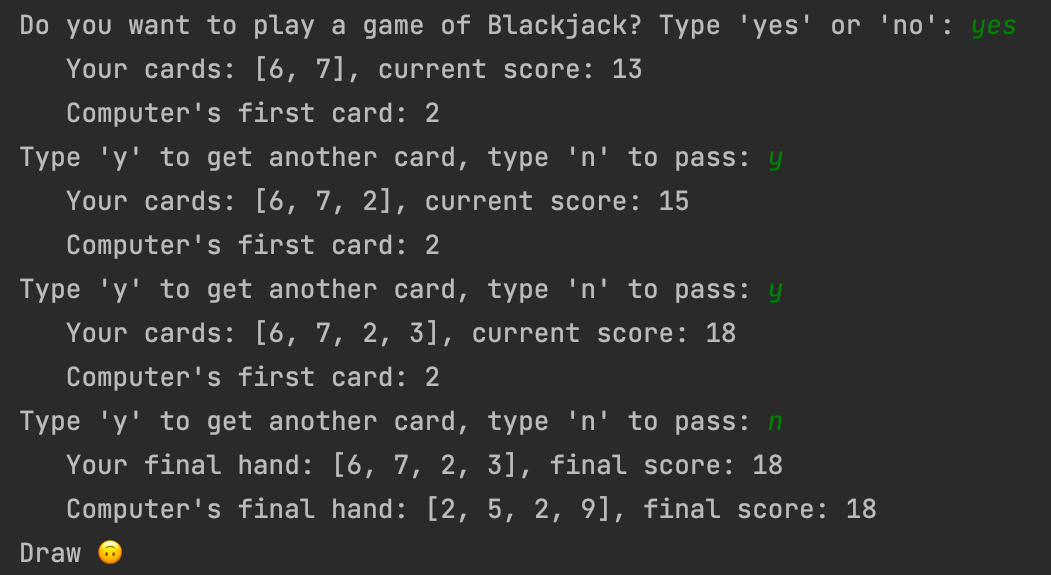 Do you want to play a game of Blackjack? Type 'yes' or 'no': yes
Your cards: [6, 7], current score: 13
Computer's first card: 2
Type 'y' to get another card, type 'n' to pass: y
Your cards: [6, 7, 2], current score: 15
Computer's first card: 2
Type 'y' to get another card, type 'n' to pass: y
Your cards: [6, 7, 2, 3], current score: 18
Computer's first card: 2
Type 'y' to get another card, type 'n' to pass: n
Your final hand: [6, 7, 2, 3], final score: 18
Computer's final hand: [2, 5, 2, 9], final score: 18
Draw 🙃